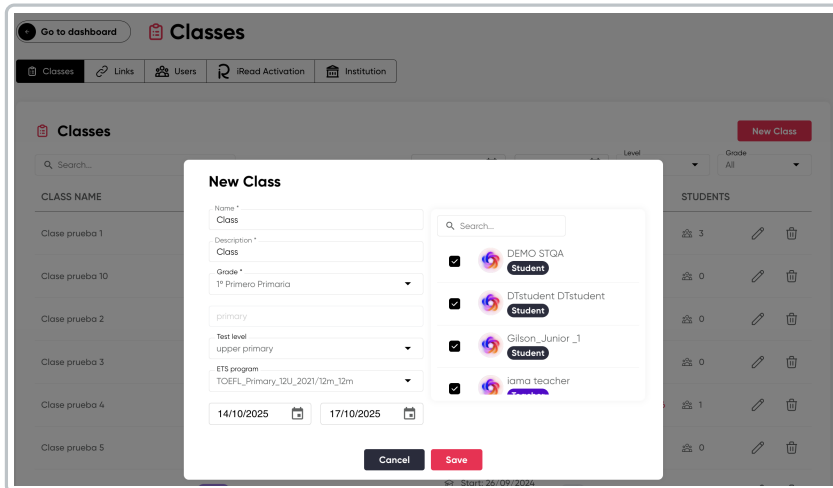 Go to dashboard
Classes
Classes
Links
Users
iRead Activation
Institution
Classes
New Class
Search...
Level
Grade
All
CLASS NAME
STUDENTS
Clase prueba 1
3
Clase prueba 10
0
Clase prueba 2
0
Clase prueba 3
0
Clase prueba 4
1
Clase prueba 5
0
New Class
Name *
Class
Description *
Class
Grade *
1º Primero Primaria
primary
Test level
upper primary
ETS program
TOEFL_Primary_12U_2021/12m_12m
14/10/2025
17/10/2025
Search...
DEMO STQA
Student
DTstudent DTstudent
Student
Gilson_Junior _1
Student
iama teacher
Teacher
Cancel
Save
Start: 26/09/2024